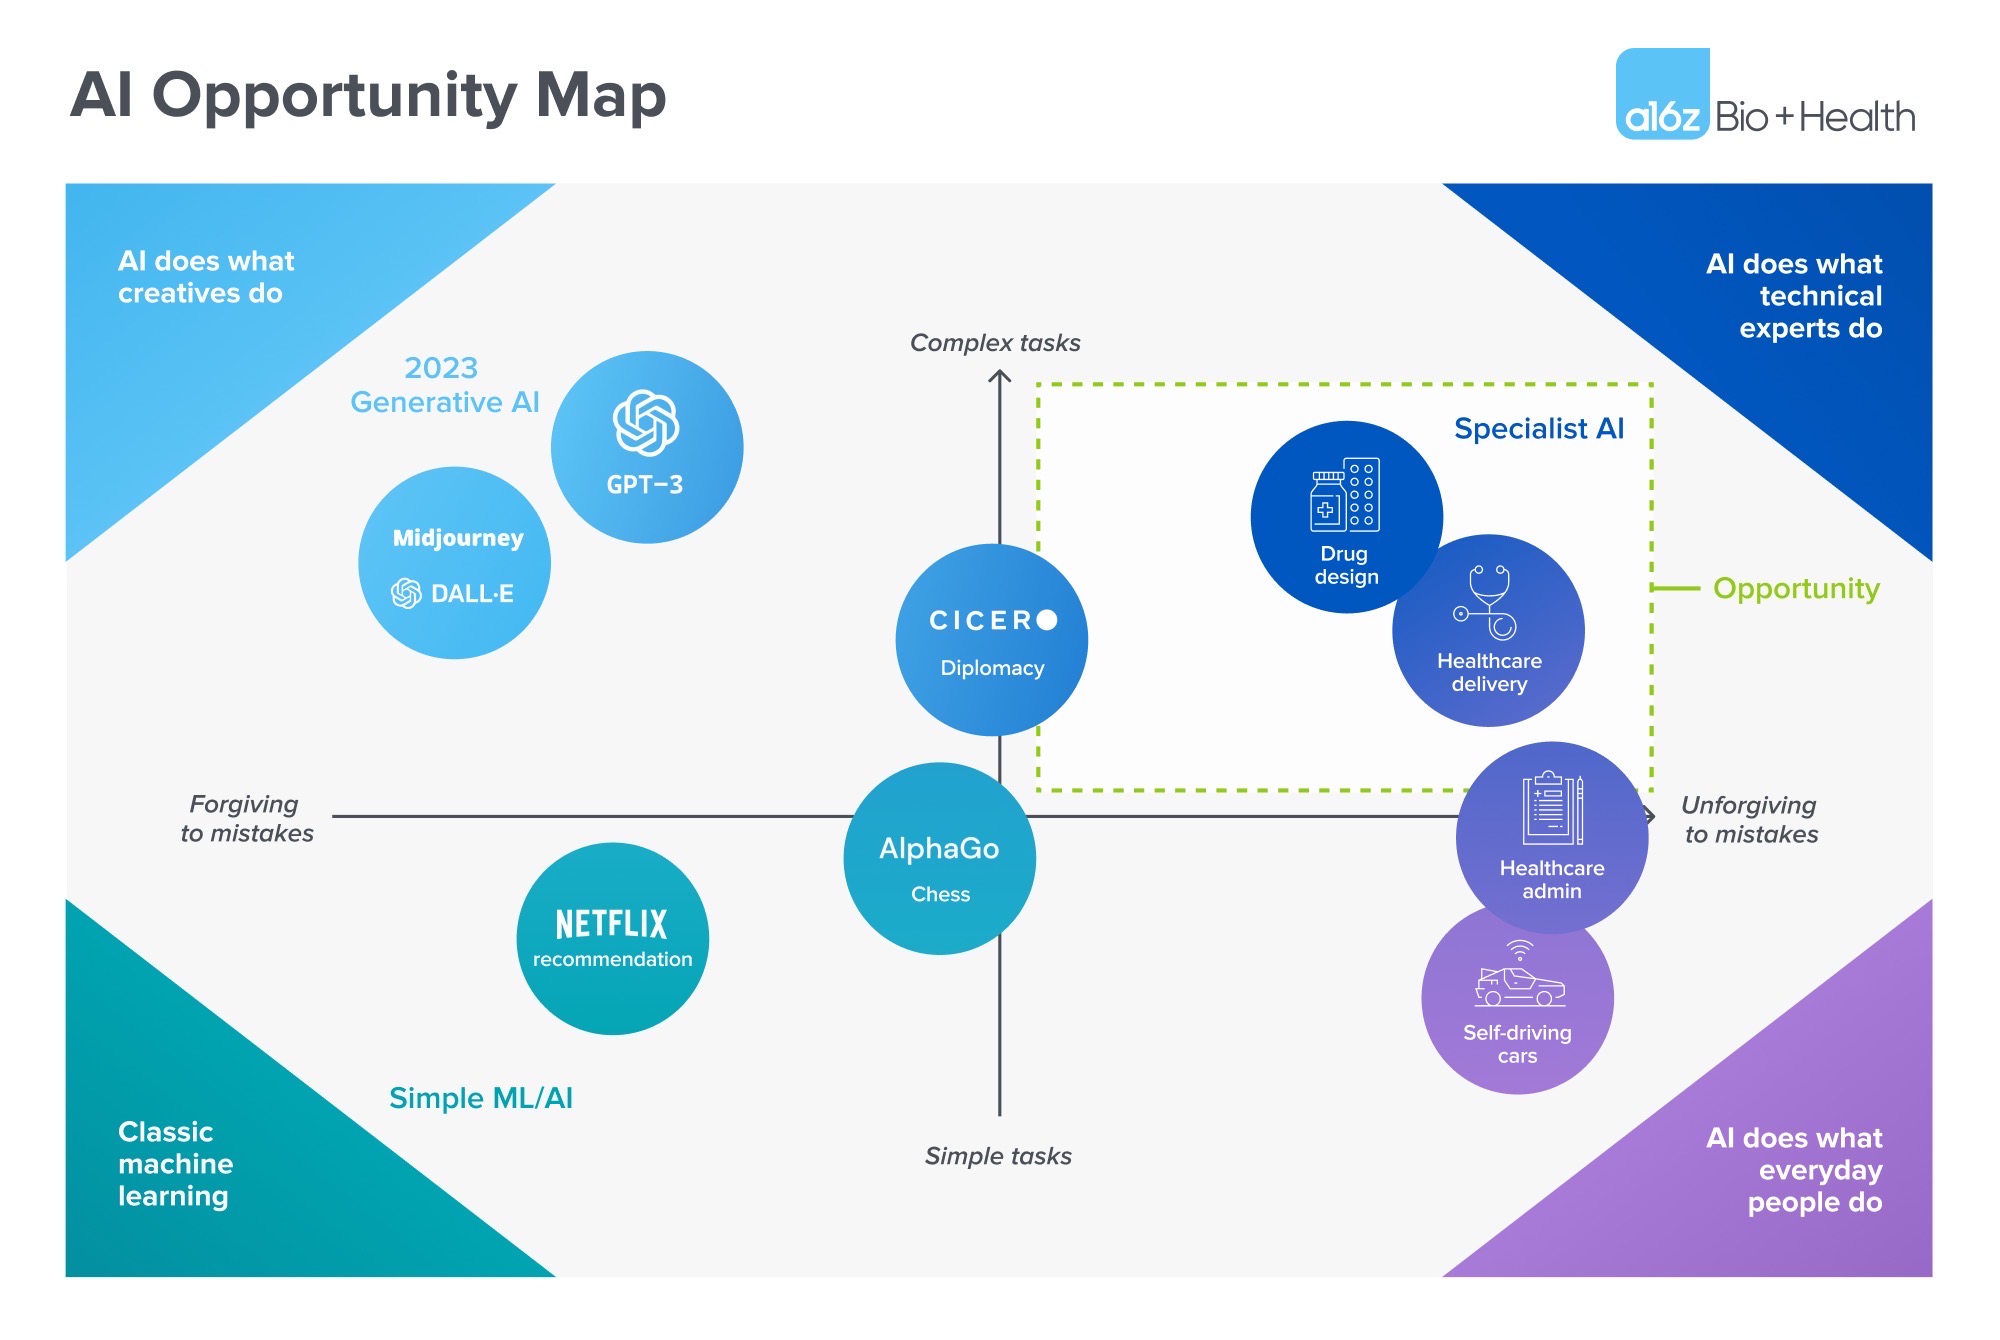 AI Opportunity Map
a16z Bio + Health
AI does what
creatives do
AI does what
technical
experts do
2023
Generative AI
GPT-3
Midjourney
DALL·E
Complex tasks
Specialist AI
Drug
design
Healthcare
delivery
Opportunity
CICERO
Diplomacy
Forgiving
to mistakes
Unforgiving
to mistakes
AlphaGo
Chess
Healthcare
admin
NETFLIX
recommendation
Self-driving
cars
Simple ML/AI
Simple tasks
Classic
machine
learning
AI does what
everyday
people do